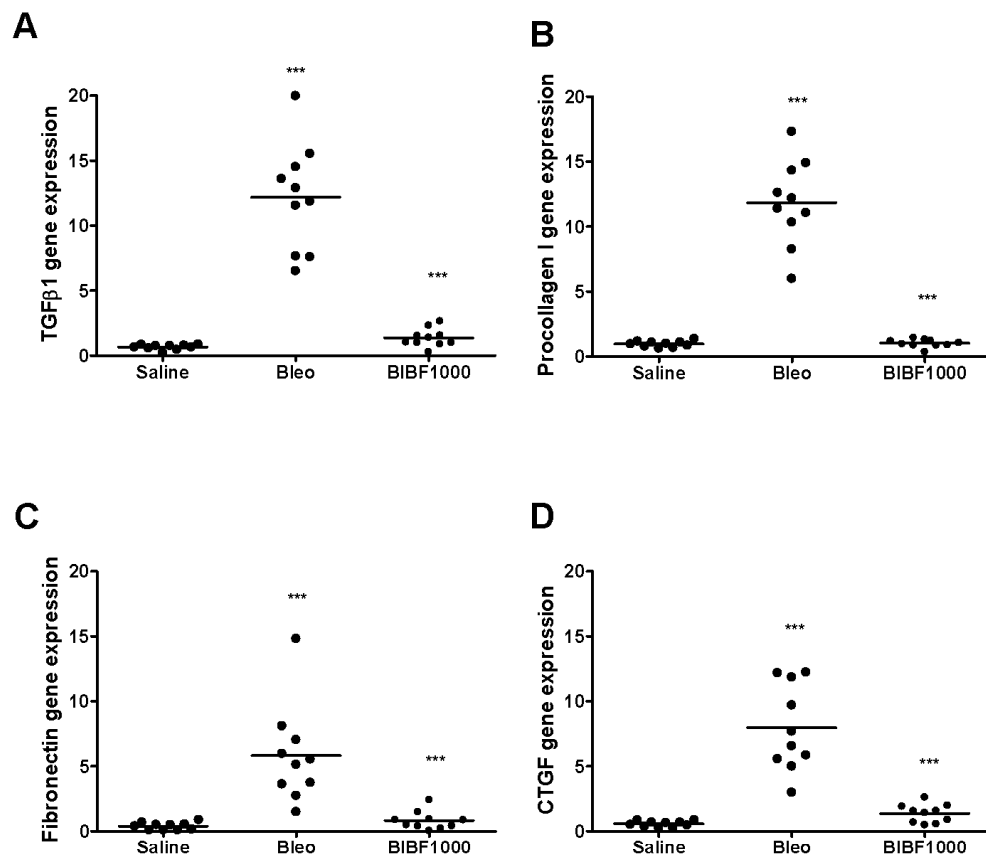 A
TGFβ1 gene expression
20
15
10
5
0
***
***
Saline Bleo BIBF1000
B
Procollagen I gene expression
20
15
10
5
0
***
***
Saline Bleo BIBF1000
C
Fibronectin gene expression
20
15
10
5
0
***
***
Saline Bleo BIBF1000
D
CTGF gene expression
20
15
10
5
0
***
***
Saline Bleo BIBF1000